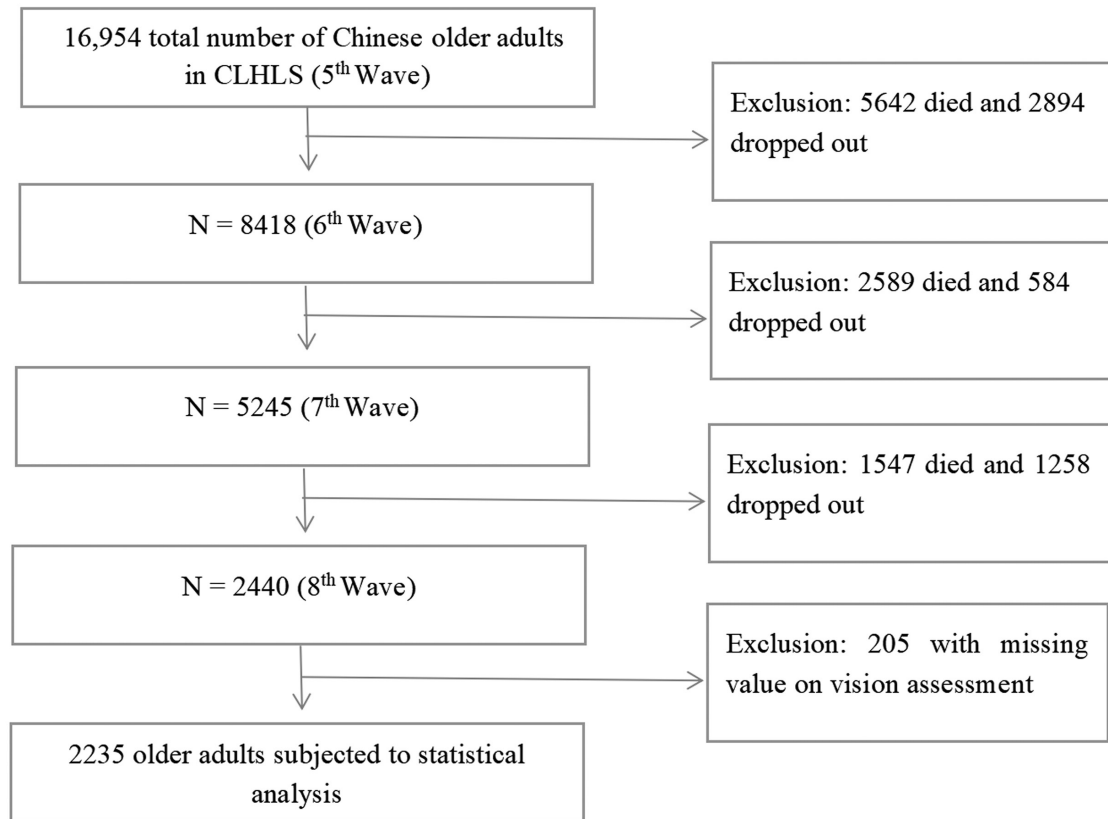 16,954 total number of Chinese older adults
in CLHLS (5th Wave)
Exclusion: 5642 died and 2894
dropped out
N = 8418 (6th Wave)
Exclusion: 2589 died and 584
dropped out
N = 5245 (7th Wave)
Exclusion: 1547 died and 1258
dropped out
N = 2440 (8th Wave)
Exclusion: 205 with missing
value on vision assessment
2235 older adults subjected to statistical
analysis